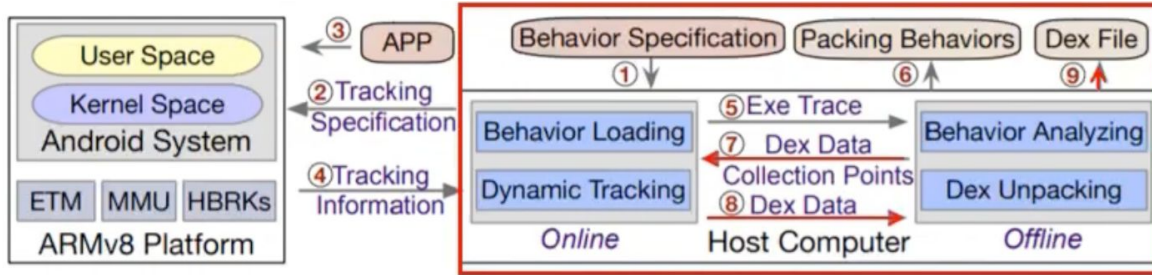 ③ APP
User Space
Kernel Space
Android System
ETM MMU HBRKs
ARMv8 Platform
②Tracking
Specification
④Tracking
Information
Behavior Specification
Packing Behaviors
Dex File
①
⑥
⑨
Behavior Loading
Dynamic Tracking
Online
⑤Exe Trace
⑦ Dex Data
Collection Points
⑧ Dex Data
Host Computer
Behavior Analyzing
Dex Unpacking
Offline